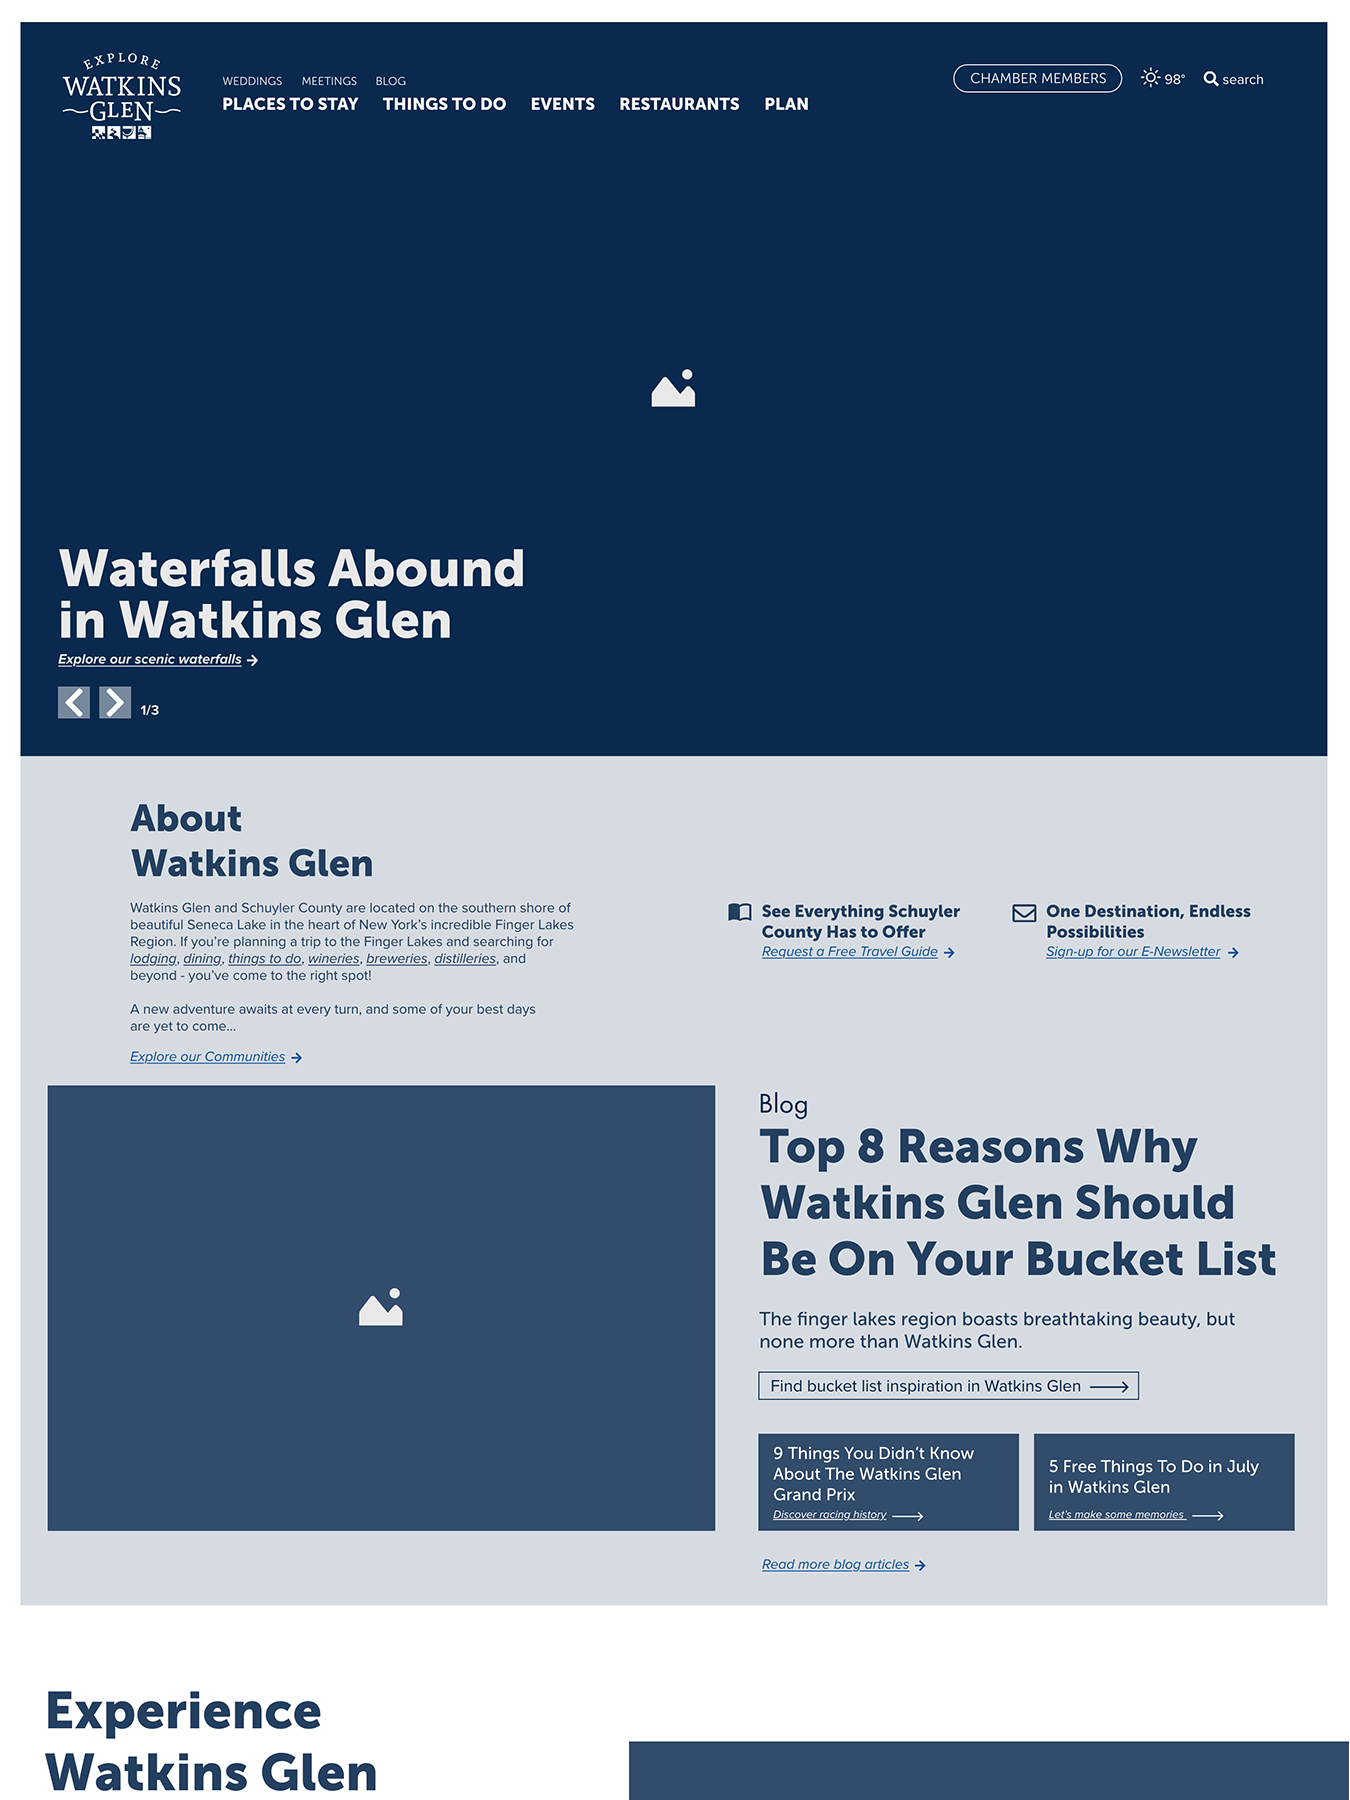 EXPLORE
WATKINS
GLEN
WEDDINGS MEETINGS BLOG
PLACES TO STAY THINGS TO DO EVENTS RESTAURANTS PLAN
CHAMBER MEMBERS 98° search
Waterfalls Abound
in Watkins Glen
Explore our scenic waterfalls
1/3
About
Watkins Glen
Watkins Glen and Schuyler County are located on the southern shore of
beautiful Seneca Lake in the heart of New York’s incredible Finger Lakes
Region. If you’re planning a trip to the Finger Lakes and searching for
lodging, dining, things to do, wineries, breweries, distilleries, and
beyond - you’ve come to the right spot!
A new adventure awaits at every turn, and some of your best days
are yet to come...
Explore our Communities
See Everything Schuyler
County Has to Offer
Request a Free Travel Guide
One Destination, Endless
Possibilities
Sign-up for our E-Newsletter
Blog
Top 8 Reasons Why
Watkins Glen Should
Be On Your Bucket List
The finger lakes region boasts breathtaking beauty, but
none more than Watkins Glen.
Find bucket list inspiration in Watkins Glen
9 Things You Didn’t Know
About The Watkins Glen
Grand Prix
Discover racing history
5 Free Things To Do in July
in Watkins Glen
Let’s make some memories
Read more blog articles
Experience
Watkins Glen